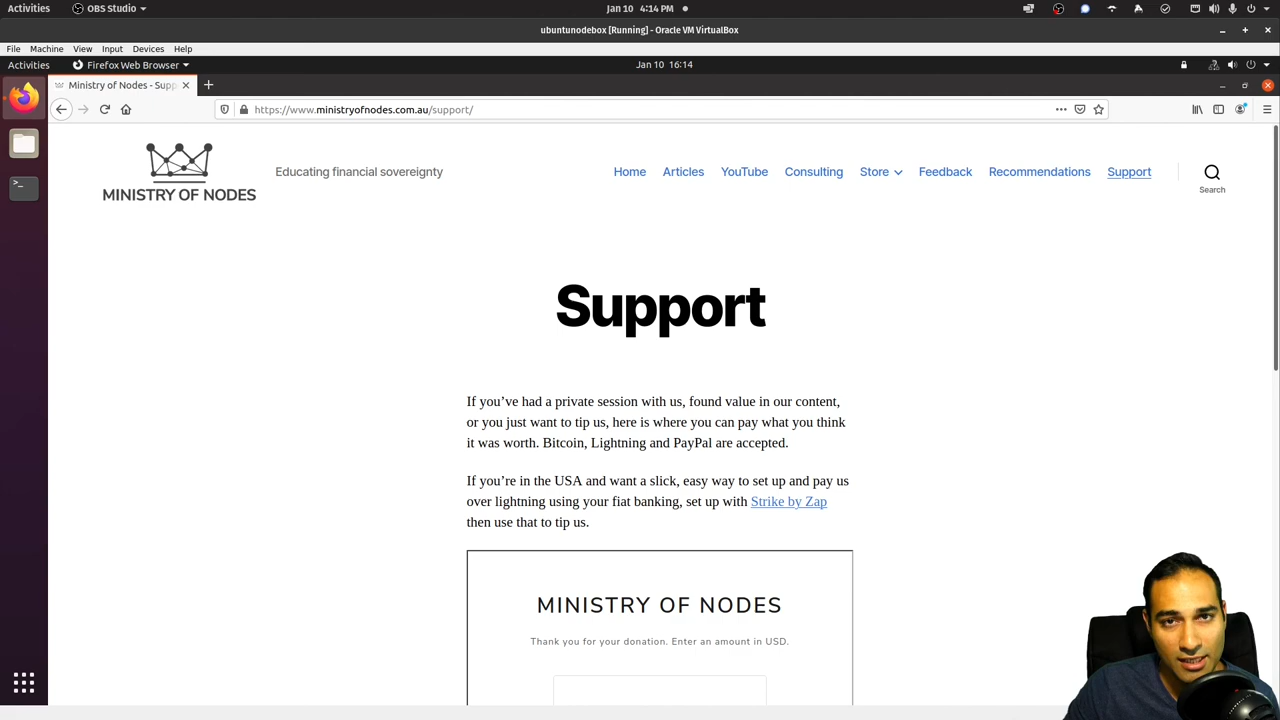 Activities
OBS Studio
Jan 10 4:14 PM
ubuntunodebox [Running] - Oracle VM VirtualBox
File Machine View Input Devices Help
Activities
Firefox Web Browser
Jan 10 16:14
Ministry of Nodes - Supp
https://www.ministryofnodes.com.au/support/
MINISTRY OF NODES
Educating financial sovereignty
Home Articles YouTube Consulting Store Feedback Recommendations Support
Search
Support
If you’ve had a private session with us, found value in our content,
or you just want to tip us, here is where you can pay what you think
it was worth. Bitcoin, Lightning and PayPal are accepted.
If you’re in the USA and want a slick, easy way to set up and pay us
over lightning using your fiat banking, set up with Strike by Zap
then use that to tip us.
MINISTRY OF NODES
Thank you for your donation. Enter an amount in USD.